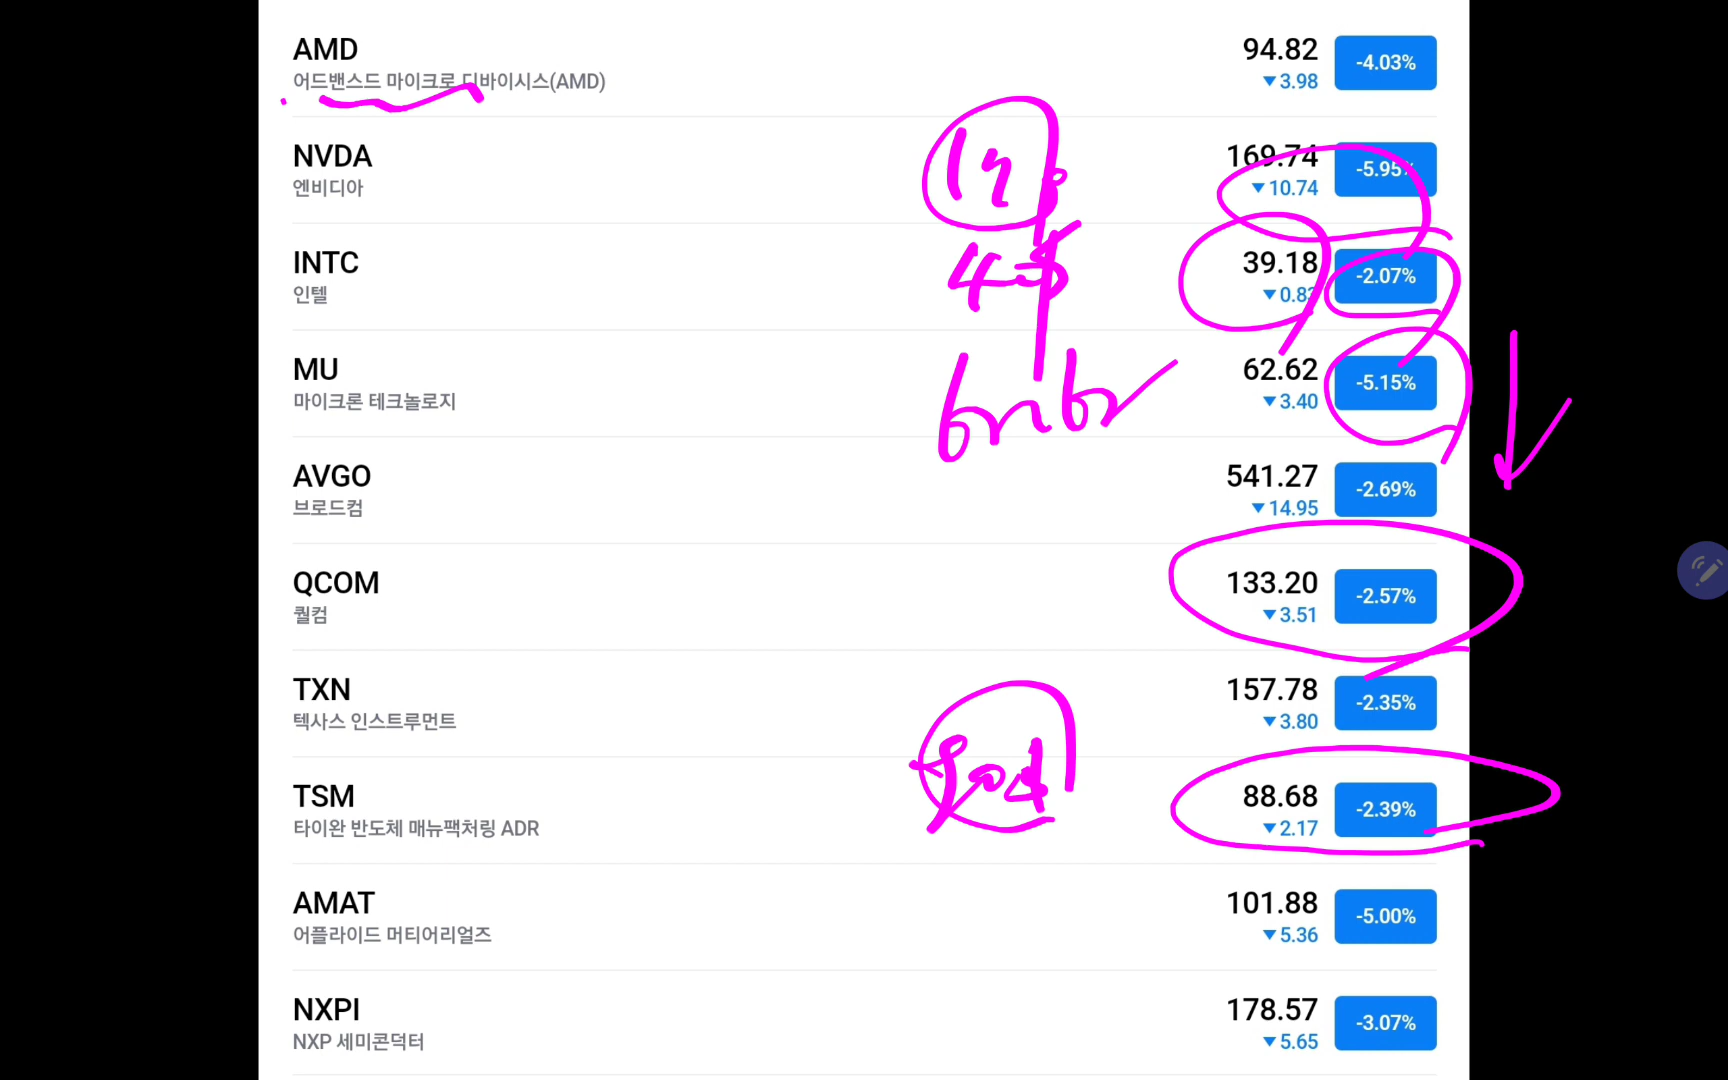 AMD
94.82
-4.03%
어드밴스드 마이크로 디바이시스(AMD)
▼3.98
NVDA
169.74
-5.95%
엔비디아
▼10.74
INTC
39.18
-2.07%
인텔
▼0.83
MU
62.62
-5.15%
마이크론 테크놀로지
▼3.40
AVGO
541.27
-2.69%
브로드컴
▼14.95
QCOM
133.20
-2.57%
퀄컴
▼3.51
TXN
157.78
-2.35%
텍사스 인스트루먼트
▼3.80
TSM
88.68
-2.39%
타이완 반도체 매뉴팩처링 ADR
▼2.17
AMAT
101.88
-5.00%
어플라이드 머티어리얼즈
▼5.36
NXPI
178.57
-3.07%
NXP 세미콘덕터
▼5.65